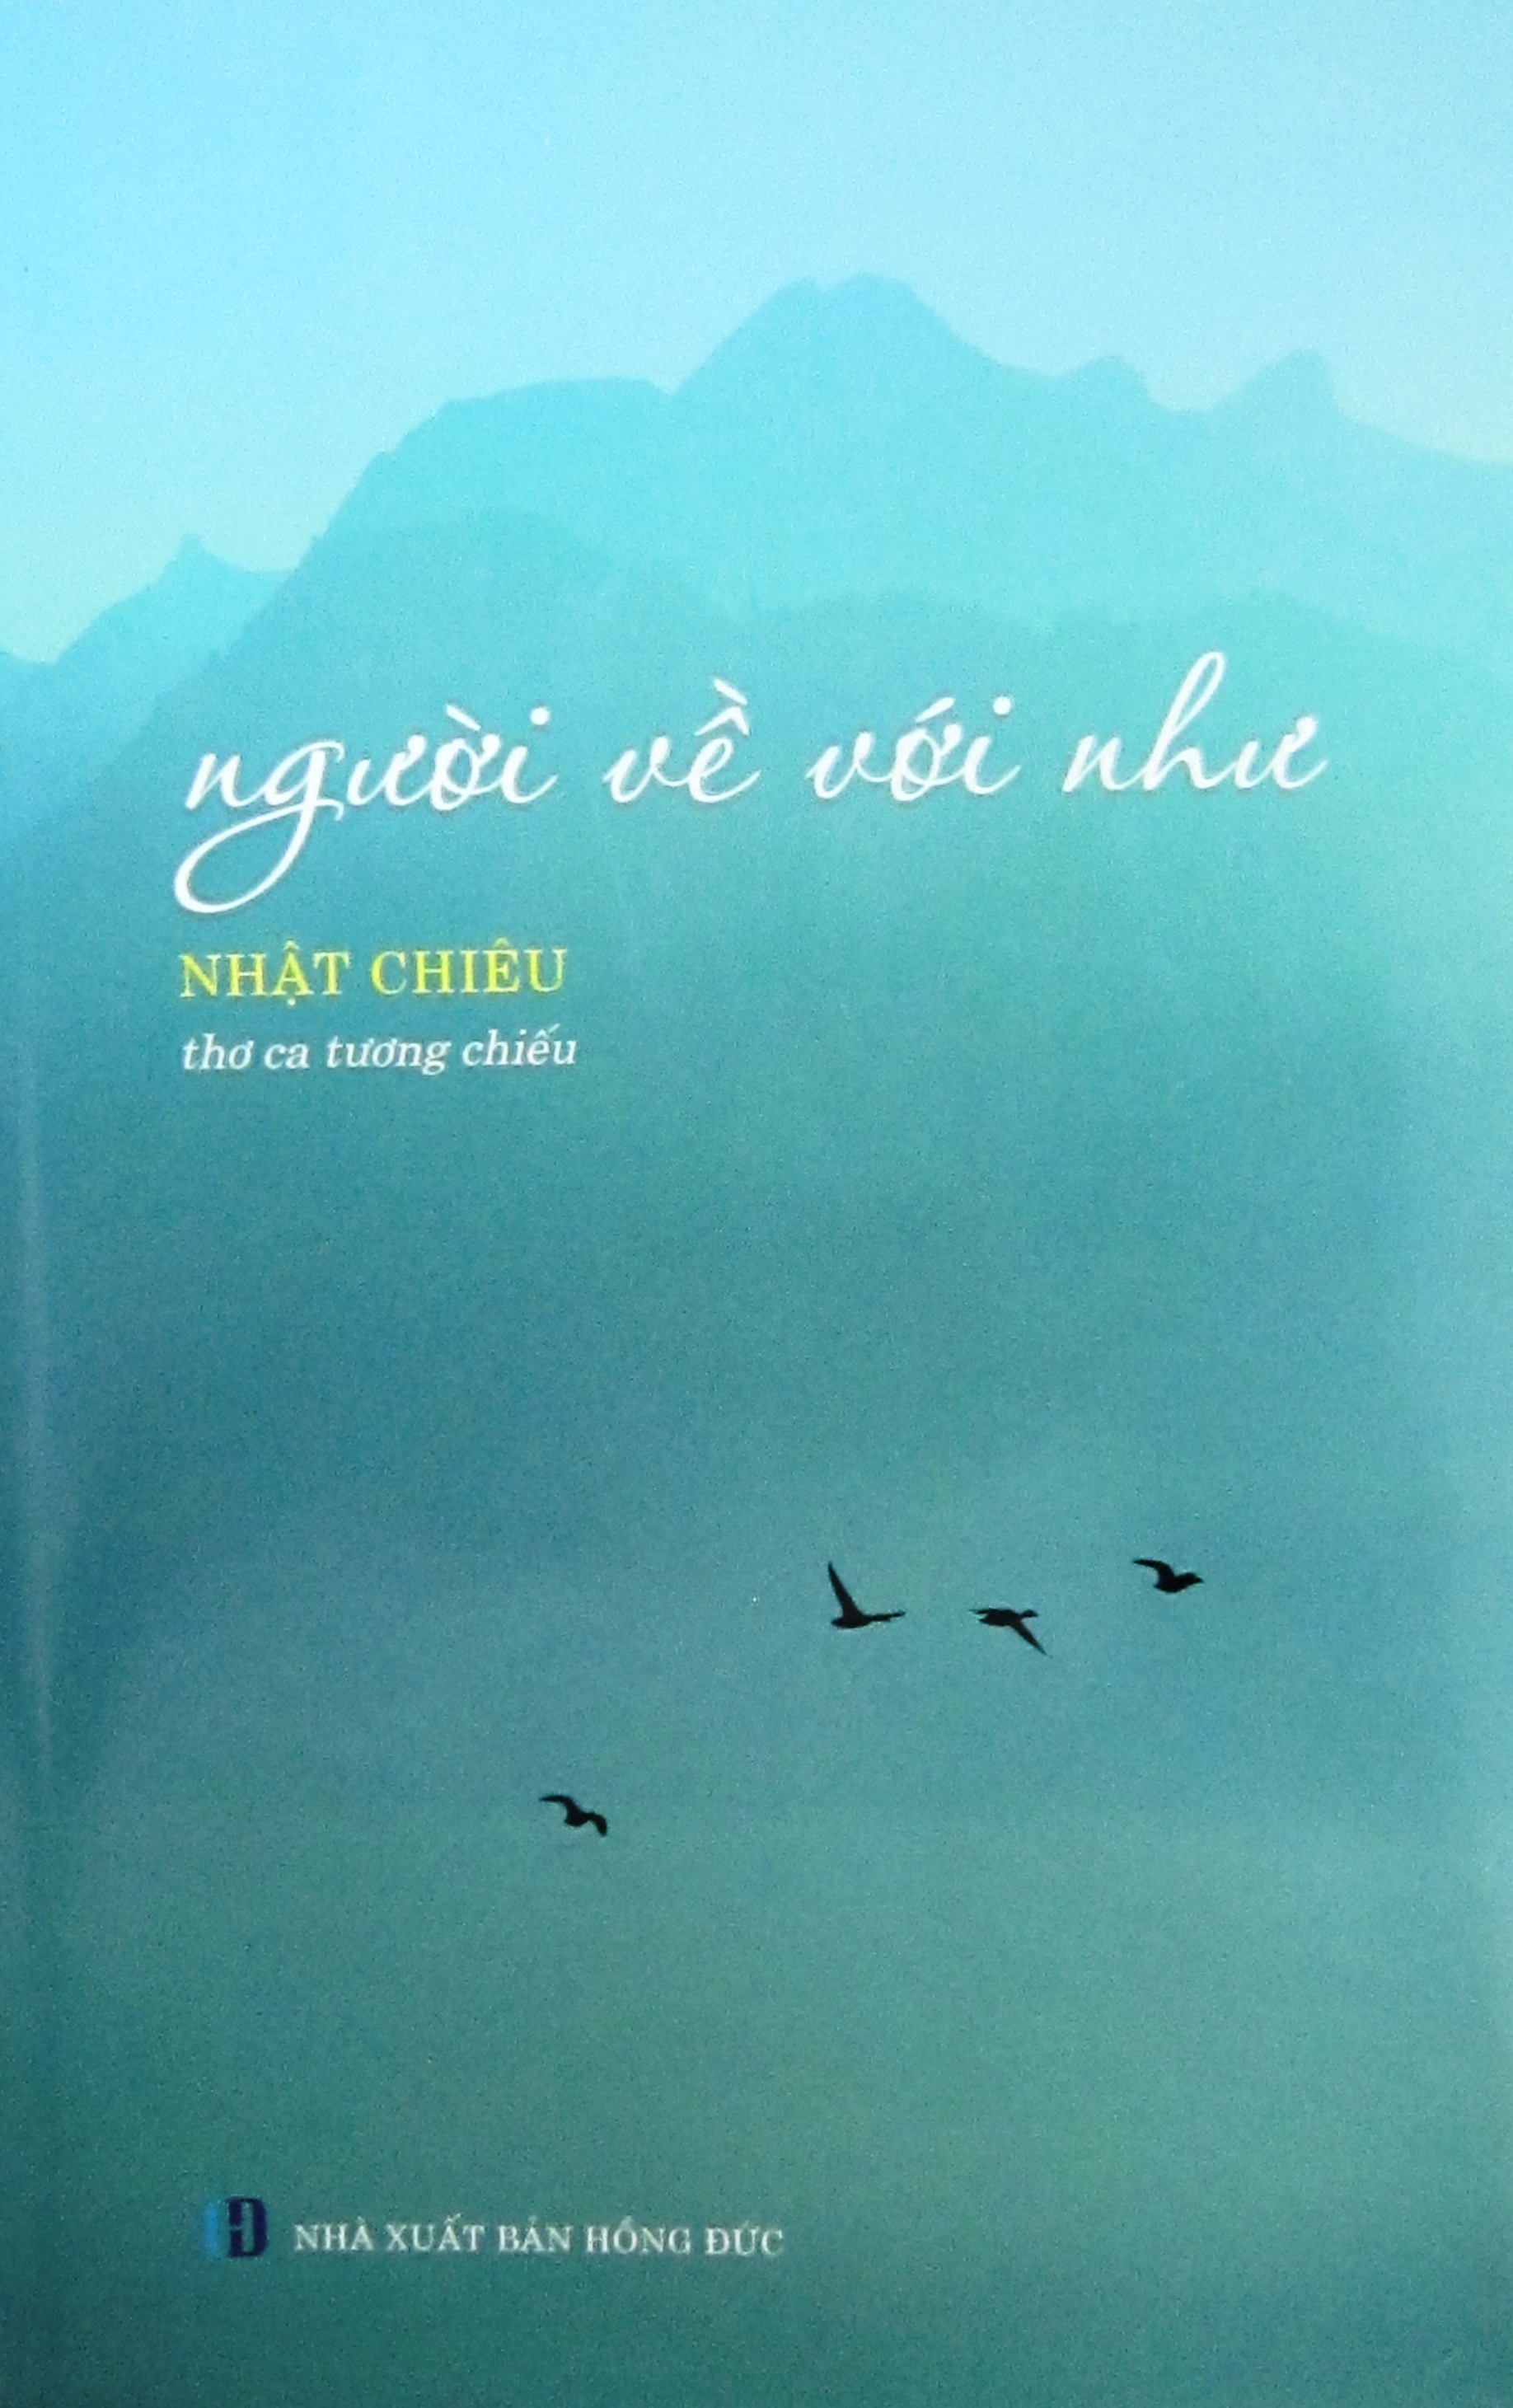 người về với như
NHẬT CHIÊU
thơ ca tương chiếu
NHÀ XUẤT BẢN HỒNG ĐỨC